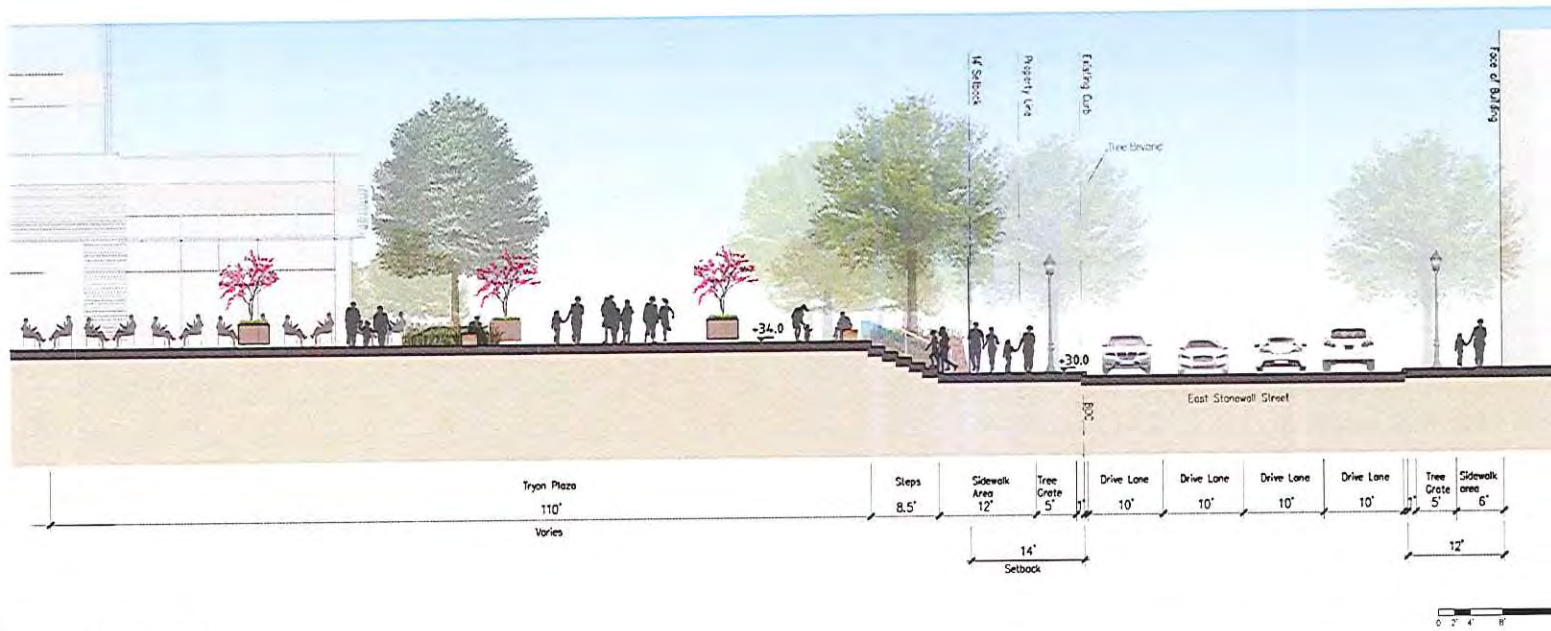 14' Setback
Property Line
Existing Curb
Face of Building
Tree Beyond
+34.0
+30.0
East Stonewall Street
BOC
Tryon Plaza
110'
Varies
Steps
8.5'
Sidewalk
Area
12'
Tree
Grate
5'
1'
Drive Lane
10'
Drive Lane
10'
Drive Lane
10'
Drive Lane
10'
1'
Tree
Grate
5'
Sidewalk
area
6'
14'
Setback
12'
0 2' 4' 8'